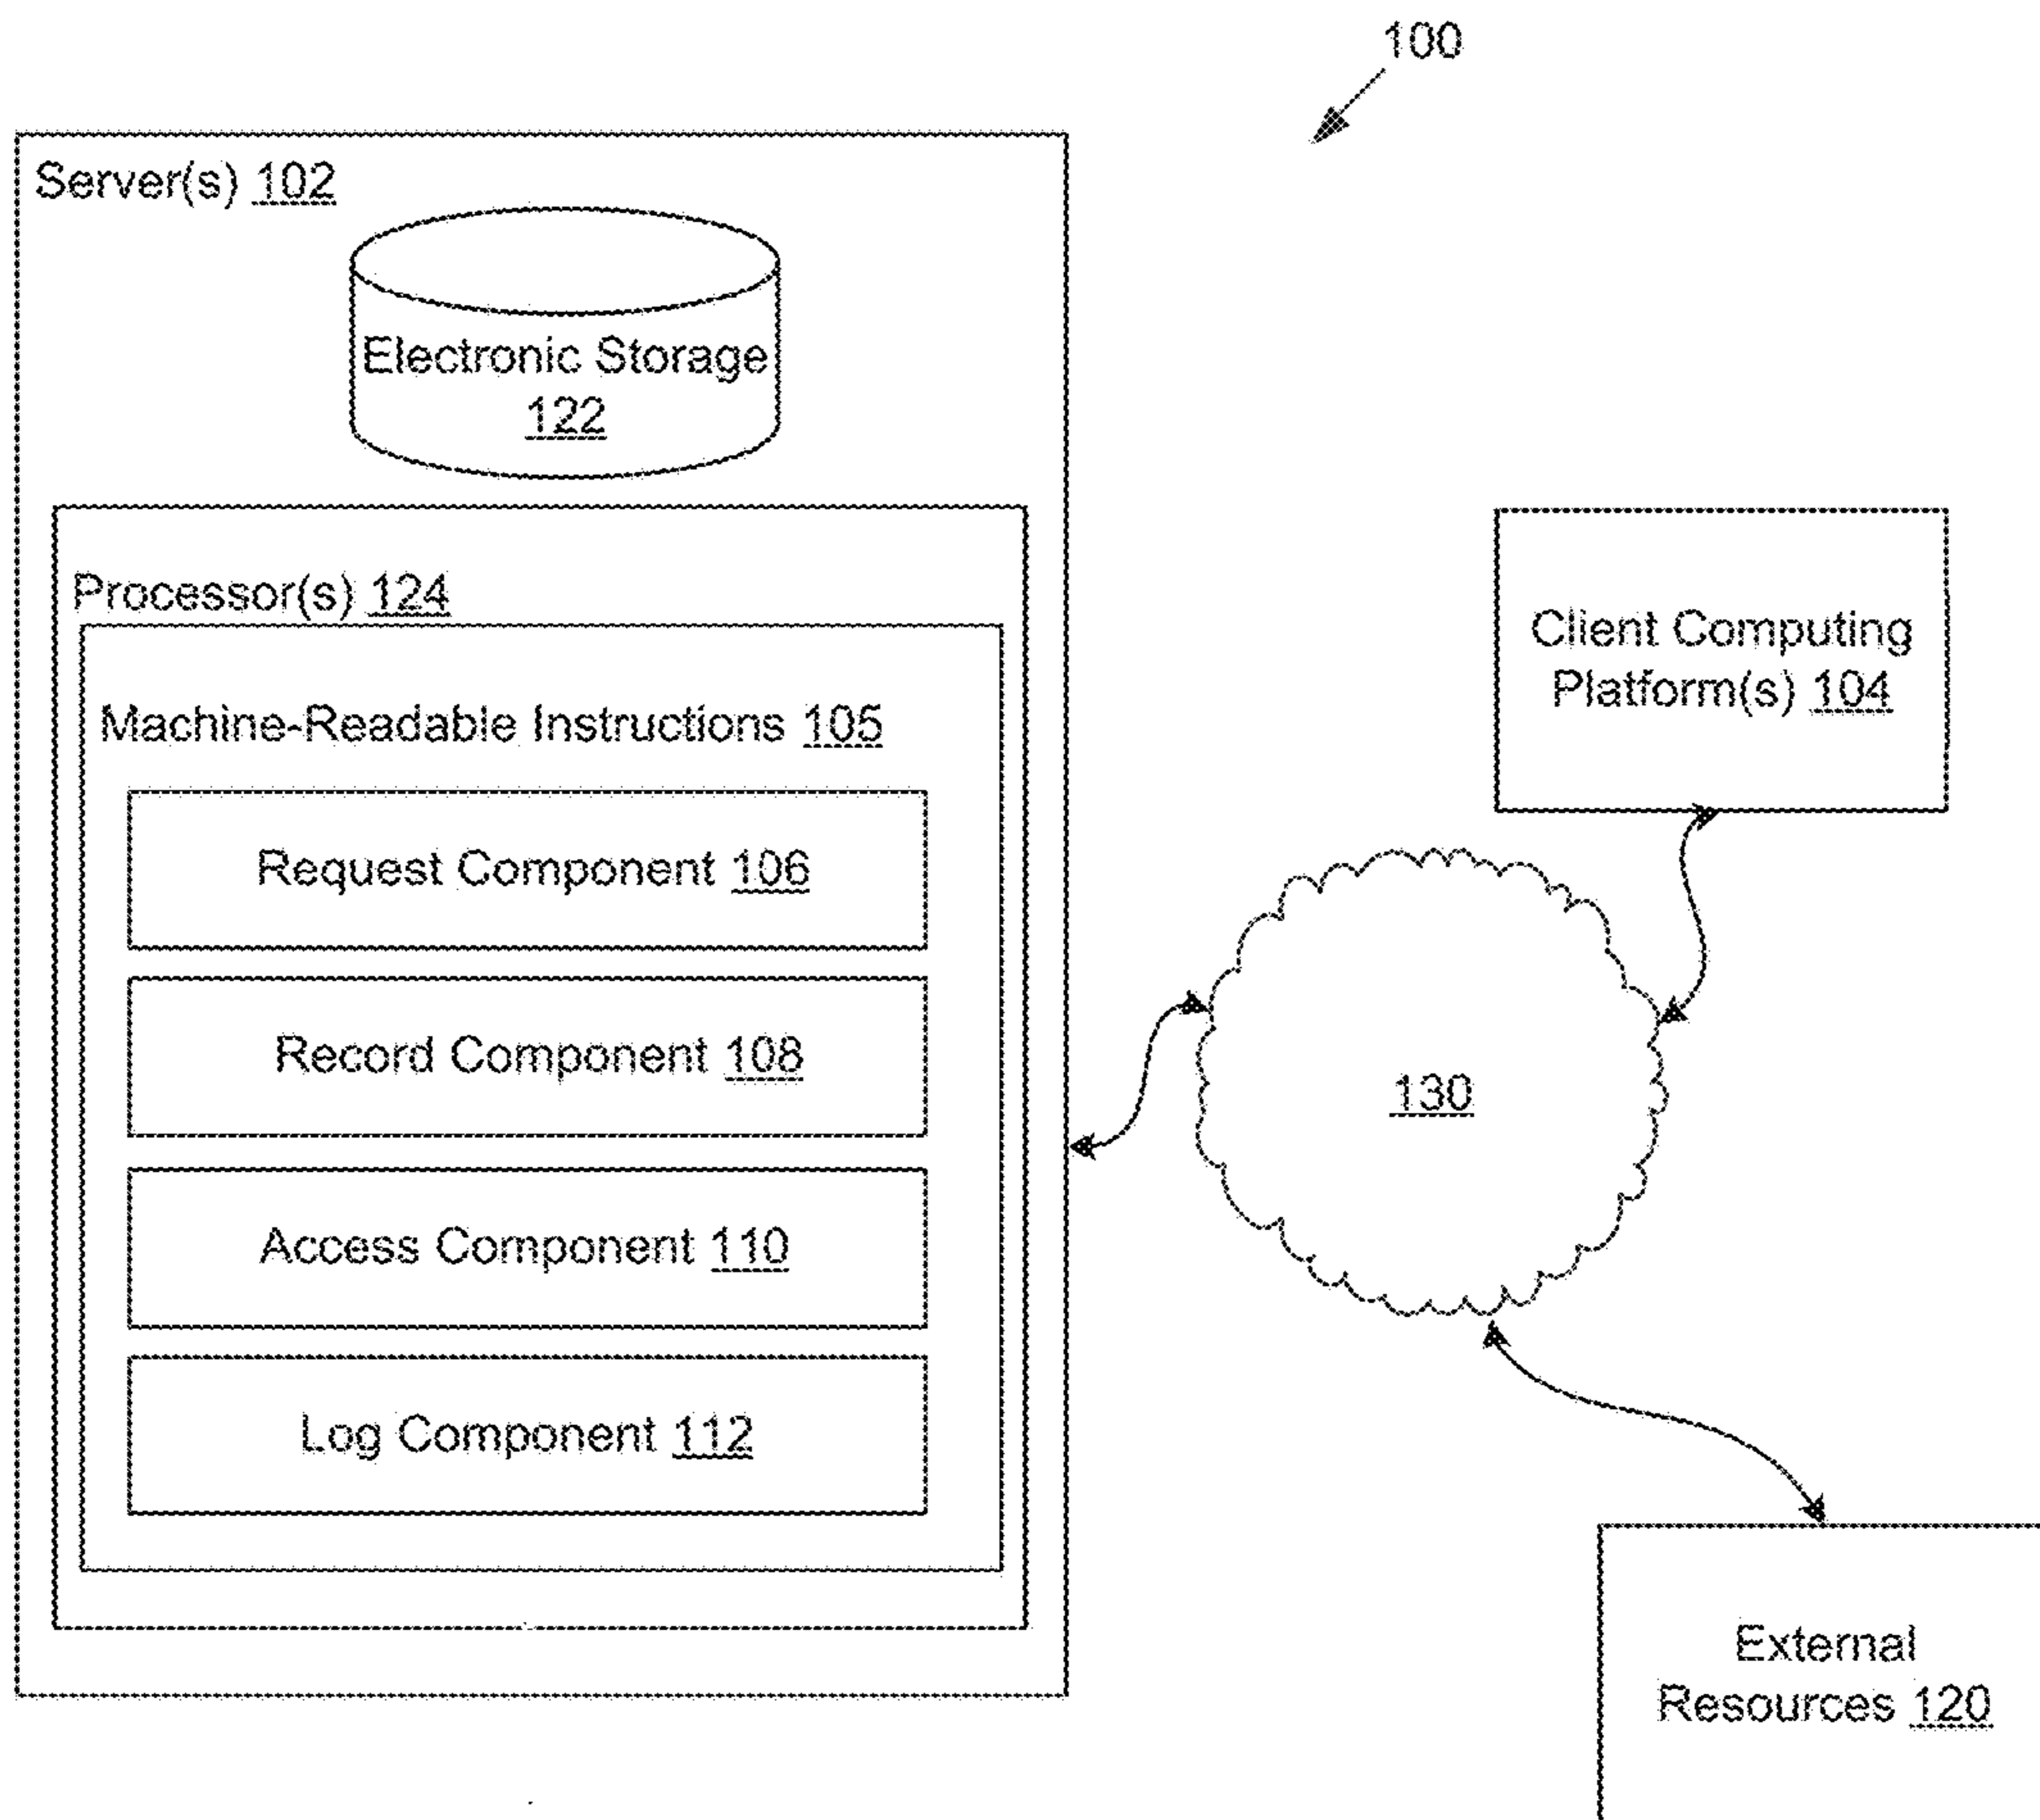 100
Server(s) 102
Electronic Storage
122
Processor(s) 124
Machine-Readable Instructions 105
Request Component 106
Record Component 108
Access Component 110
Log Component 112
Client Computing
Platform(s) 104
130
External
Resources 120